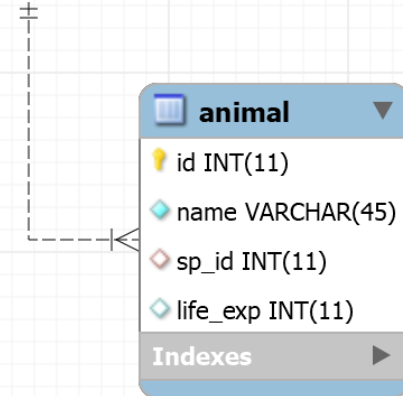 animal
id INT(11)
name VARCHAR(45)
sp_id INT(11)
life_exp INT(11)
Indexes